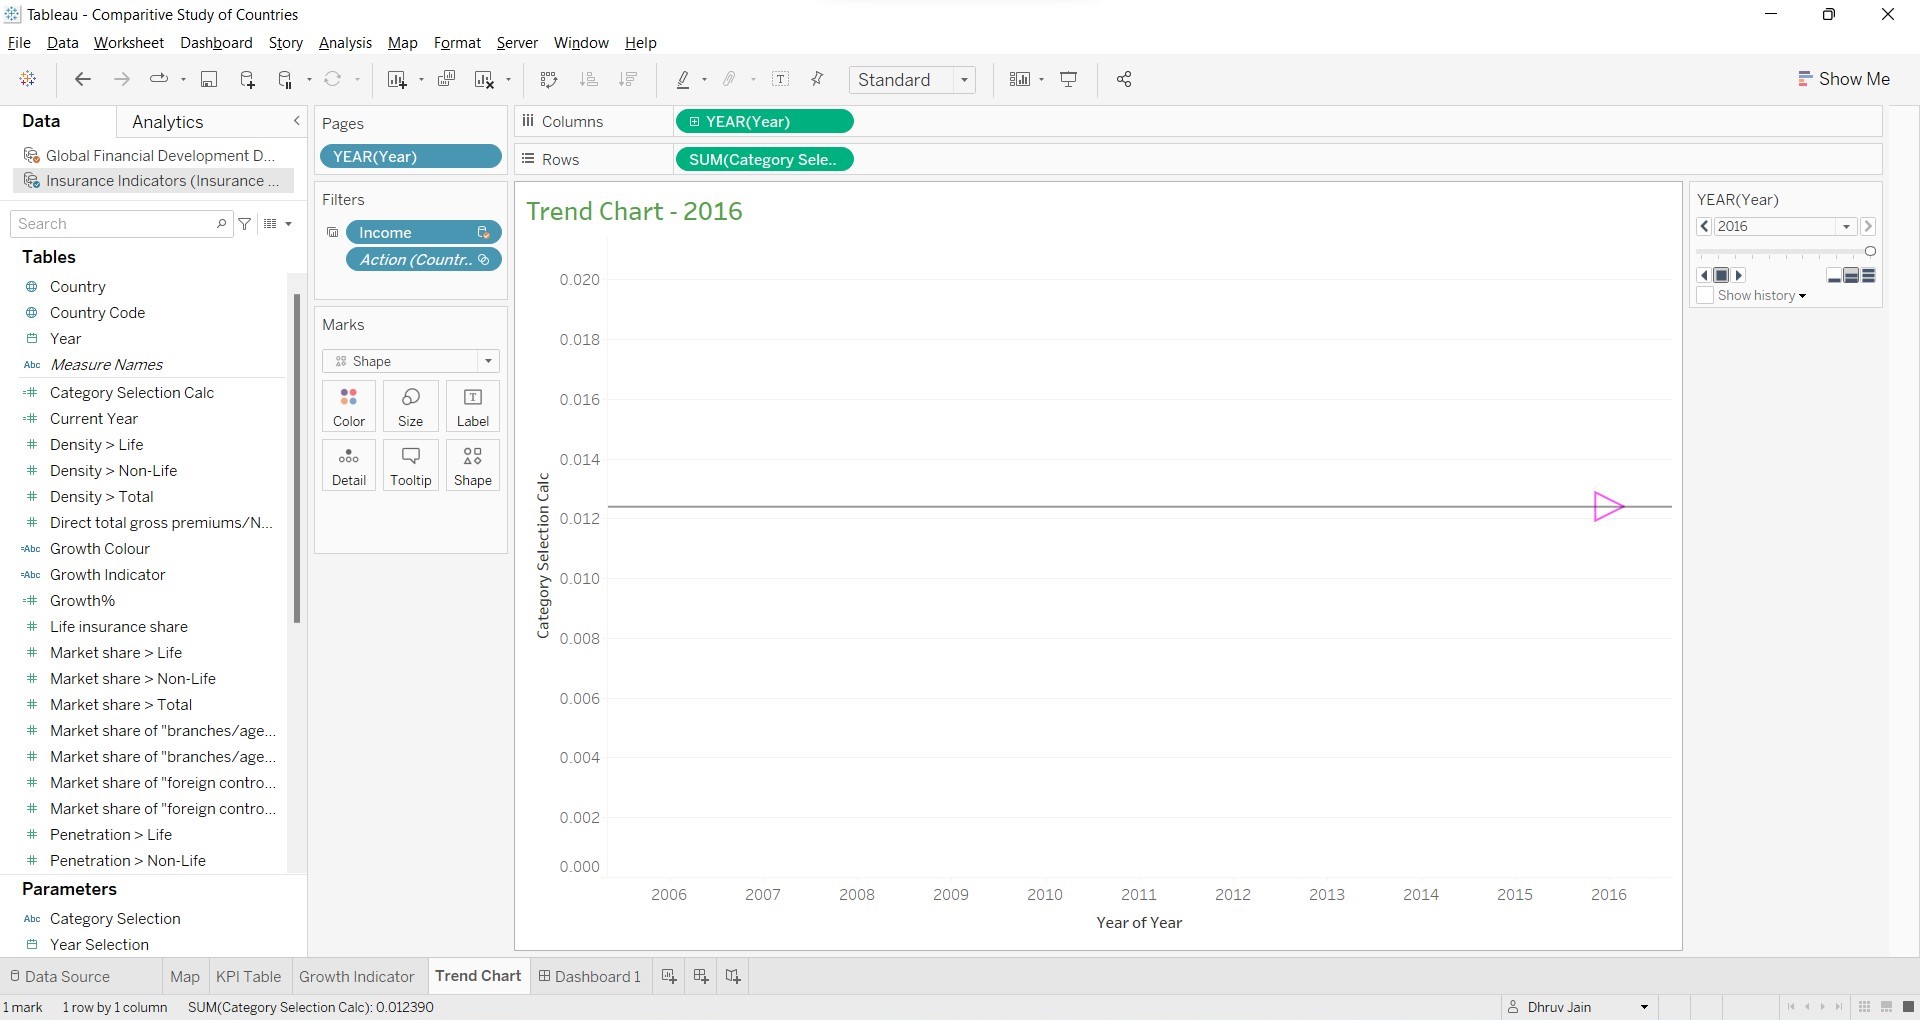 Tableau - Comparitive Study of Countries
File Data Worksheet Dashboard Story Analysis Map Format Server Window Help
Standard
Show Me
Data
Analytics
Global Financial Development D...
Insurance Indicators (Insurance ...
Search
Tables
Country
Country Code
Year
Abc Measure Names
Category Selection Calc
Current Year
Density > Life
Density > Non-Life
Density > Total
Direct total gross premiums/N...
=Abc Growth Colour
=Abc Growth Indicator
Growth%
Life insurance share
Market share > Life
Market share > Non-Life
Market share > Total
Market share of "branches/age...
Market share of "branches/age...
Market share of "foreign contro...
Market share of "foreign contro...
Penetration > Life
Penetration > Non-Life
Parameters
Abc Category Selection
Year Selection
Pages
YEAR(Year)
Filters
Income
Action (Countr..
Marks
Shape
Color
Size
Label
Detail
Tooltip
Shape
Columns
YEAR(Year)
Rows
SUM(Category Sele..
Trend Chart - 2016
Category Selection Calc
0.020
0.018
0.016
0.014
0.012
0.010
0.008
0.006
0.004
0.002
0.000
2006 2007 2008 2009 2010 2011 2012 2013 2014 2015 2016
Year of Year
YEAR(Year)
2016
Show history
Data Source
Map
KPI Table
Growth Indicator
Trend Chart
Dashboard 1
1 mark
1 row by 1 column
SUM(Category Selection Calc): 0.012390
Dhruv Jain